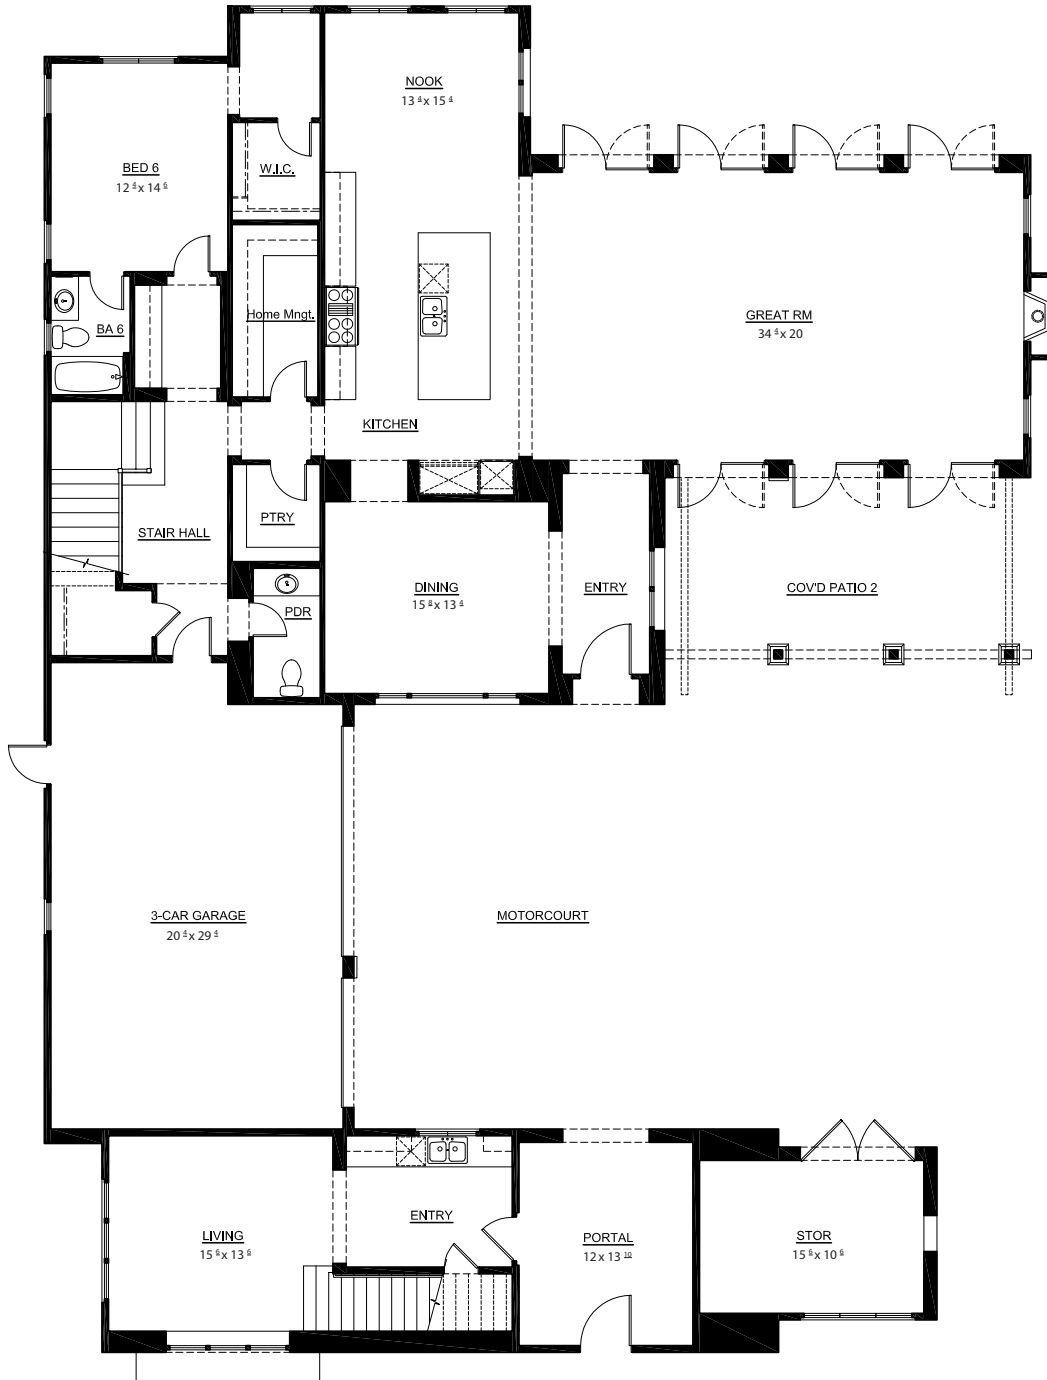 NOOK
13 4 x 15 4
BED 6
12 4 x 14 6
W.I.C.
Home Mngt.
BA 6
GREAT RM
34 4 x 20
KITCHEN
STAIR HALL
PTRY
PDR
DINING
15 8 x 13 4
ENTRY
COV'D PATIO 2
3-CAR GARAGE
20 4 x 29 4
MOTORCOURT
LIVING
15 6 x 13 6
ENTRY
PORTAL
12 x 13 10
STOR
15 6 x 10 6